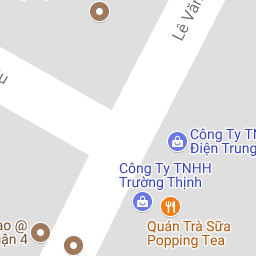 Lê Văn
Công Ty TN
Điện Trung
Công Ty TNHH
Trường Thịnh
ao @
ận 4
Quán Trà Sữa
Popping Tea